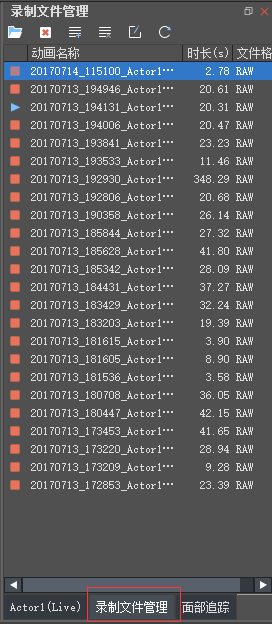 录制文件管理
动画名称 时长(s) 文件格
20170714_115100_Actor1··· 2.78 RAW
20170713_194946_Actor1··· 20.61 RAW
20170713_194131_Actor1··· 20.31 RAW
20170713_194006_Actor1··· 20.47 RAW
20170713_193841_Actor1··· 23.23 RAW
20170713_193533_Actor1··· 11.46 RAW
20170713_192930_Actor1··· 348.29 RAW
20170713_192806_Actor1··· 20.68 RAW
20170713_190358_Actor1··· 26.14 RAW
20170713_185844_Actor1··· 27.32 RAW
20170713_185628_Actor1··· 41.80 RAW
20170713_185342_Actor1··· 28.09 RAW
20170713_184431_Actor1··· 37.27 RAW
20170713_183429_Actor1··· 32.24 RAW
20170713_183203_Actor1··· 19.39 RAW
20170713_181615_Actor1··· 3.90 RAW
20170713_181605_Actor1··· 8.90 RAW
20170713_181536_Actor1··· 3.58 RAW
20170713_180708_Actor1··· 36.05 RAW
20170713_180447_Actor1··· 42.15 RAW
20170713_173453_Actor1··· 41.65 RAW
20170713_173220_Actor1··· 28.94 RAW
20170713_173209_Actor1··· 9.28 RAW
20170713_172853_Actor1··· 23.39 RAW
Actor1(Live) 录制文件管理 面部追踪